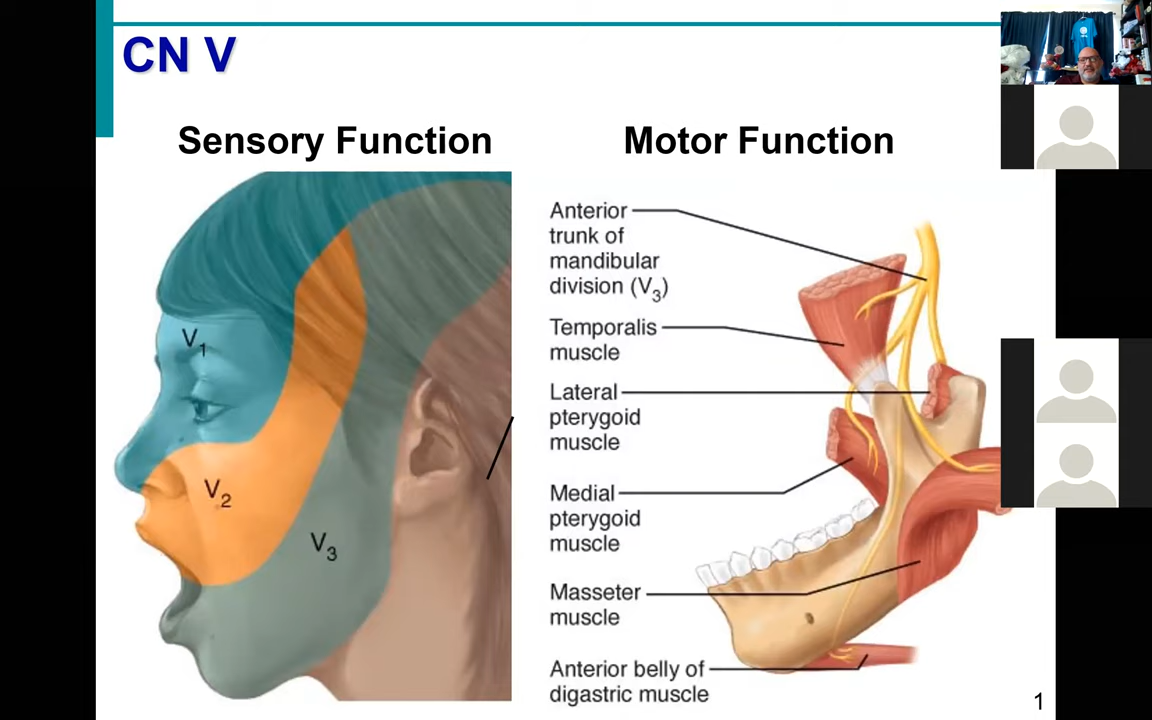 CN V
Sensory Function
Motor Function
V1
V2
V3
Anterior
trunk of
mandibular
division (V3)
Temporalis
muscle
Lateral
pterygoid
muscle
Medial
pterygoid
muscle
Masseter
muscle
Anterior belly of
digastric muscle
1